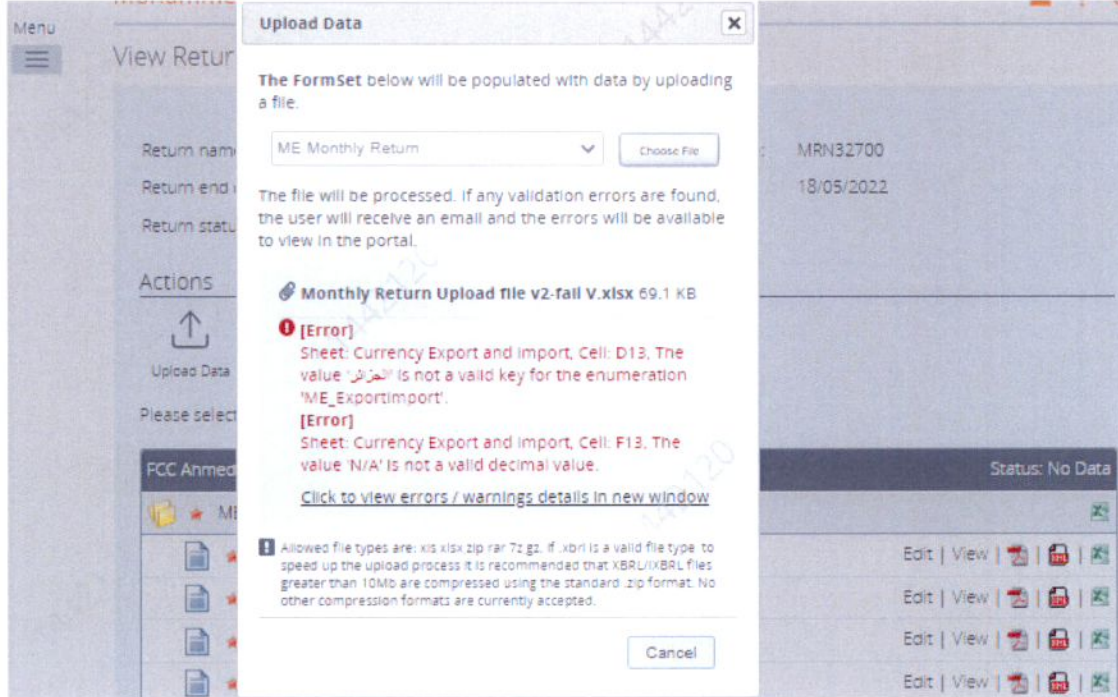 Menu
View Retur
Upload Data
The FormSet below will be populated with data by uploading
a file.
ME Monthly Return
Choose File
Return nam
MRN32700
Return end
18/05/2022
Return statu
The file will be processed. If any validation errors are found,
the user will receive an email and the errors will be available
to view in the portal.
Actions
Upload Data
Please select
Monthly Return Upload file v2-fail V.xlsx 69.1 KB
[Error]
Sheet: Currency Export and Import, Cell: D13, The
value 'الجزائر' is not a valid key for the enumeration
'ME_ExportImport'.
[Error]
Sheet: Currency Export and Import, Cell: F13, The
value 'N/A' is not a valid decimal value.
Click to view errors / warnings details in new window
Allowed file types are: xls xlsx zip rar 7z gz. If .xbrl is a valid file type to
speed up the upload process it is recommended that XBRL/iXBRL files
greater than 10Mb are compressed using the standard .zip format. No
other compression formats are currently accepted.
Cancel
FCC Ahmed
Status: No Data
ME
Edit | View
Edit | View
Edit | View
Edit | View
1442120